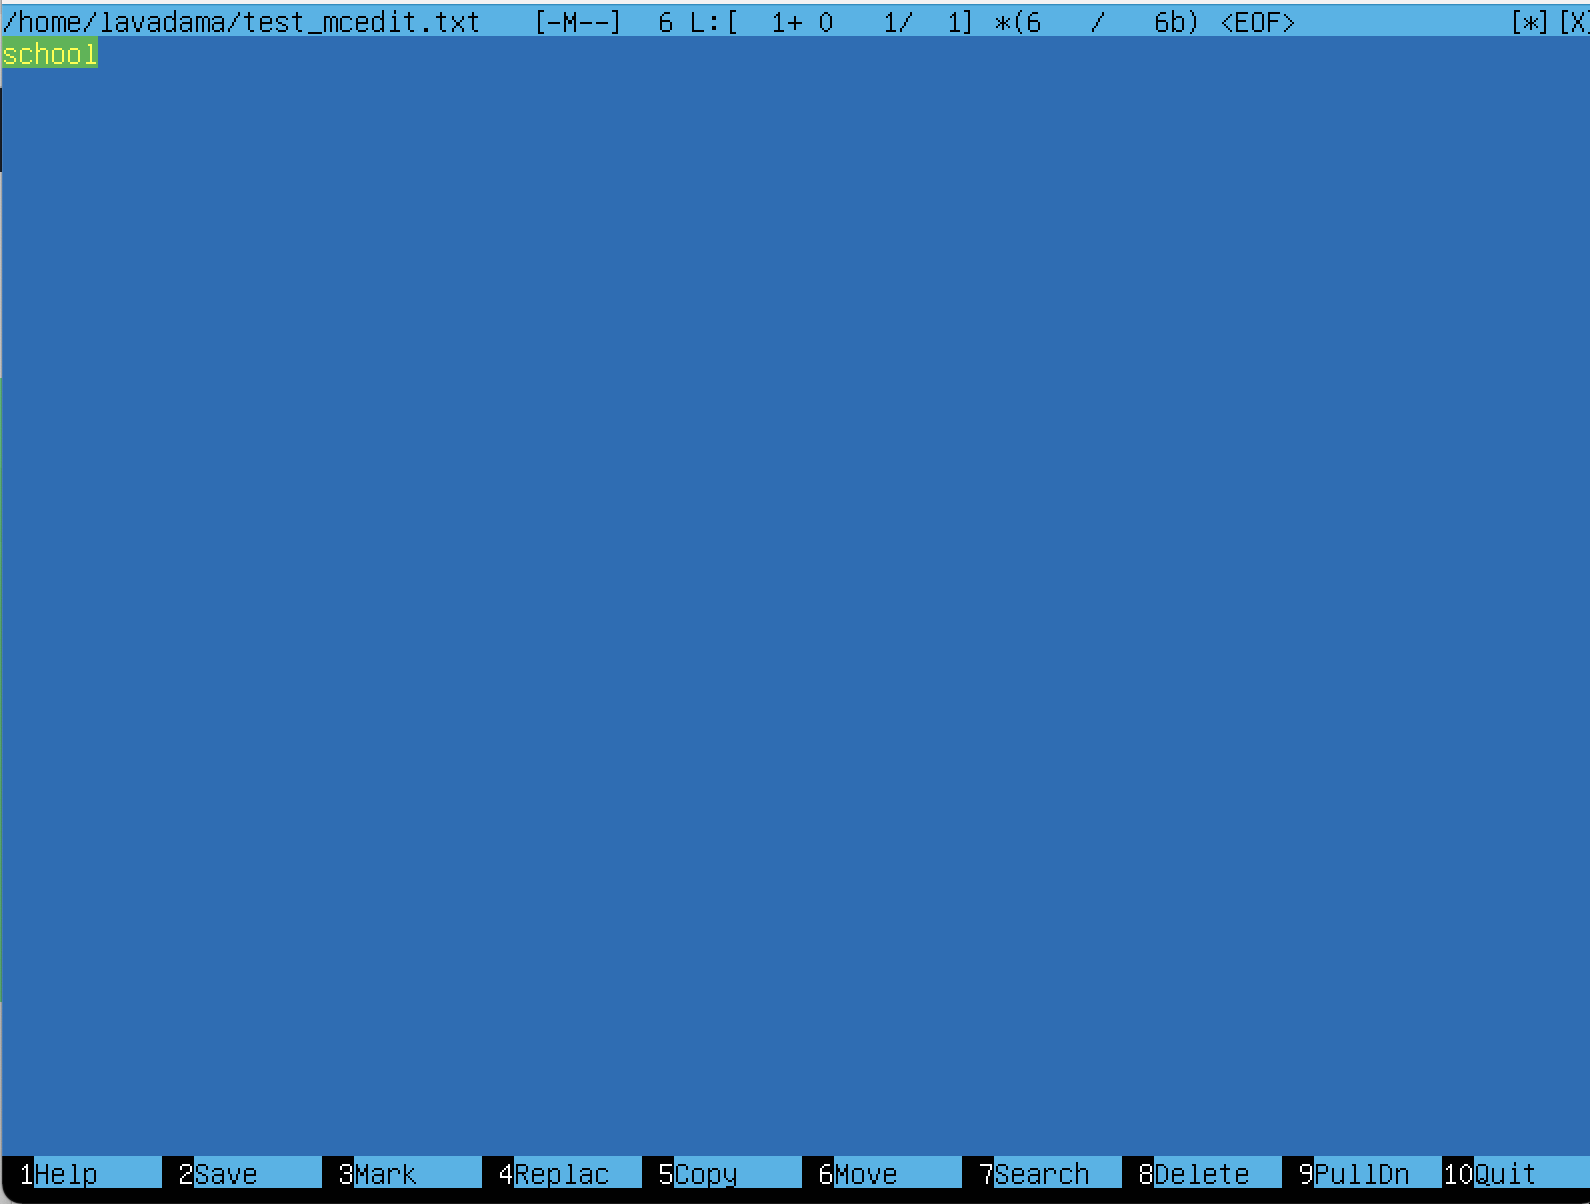 /home/lavadama/test_mcedit.txt [-M--] 6 L:[ 1+ 0 1/ 1] *(6 / 6b) <EOF> [*][X]
school
1Help 2Save 3Mark 4Replac 5Copy 6Move 7Search 8Delete 9PullDn 10Quit